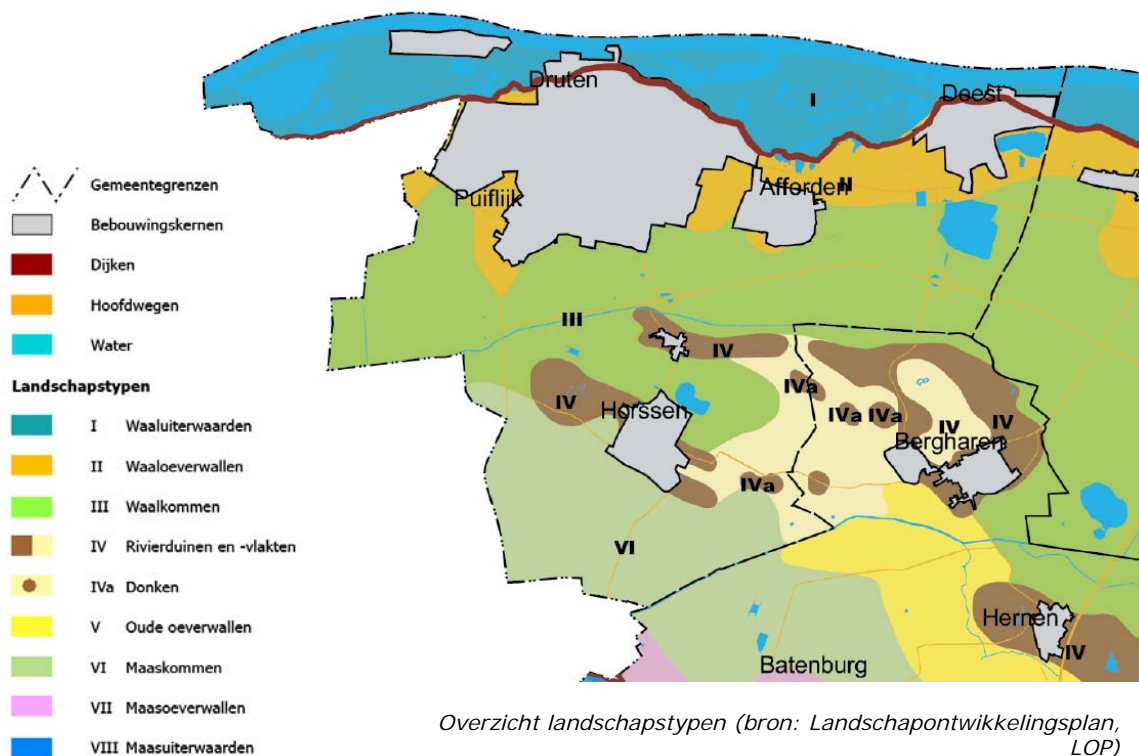 Gemeentegrenzen
Bebouwingskernen
Dijken
Hoofdwegen
Water
Landschapstypen
I Waaluiterwaarden
II Waaloeverwallen
III Waalkommen
IV Rivierduinen en -vlakten
IVa Donken
V Oude oeverwallen
VI Maaskommen
VII Maasoeverwallen
VIII Maasuiterwaarden
Druten
I
Deest
Puiflijk
Afferden
II
III
IV
IVa
IV
Horssen
IVa
IVa
IV
IV
Bergharen
IVa
VI
Hernen
IV
Batenburg
Overzicht landschapstypen (bron: Landschapontwikkelingsplan,
LOP)